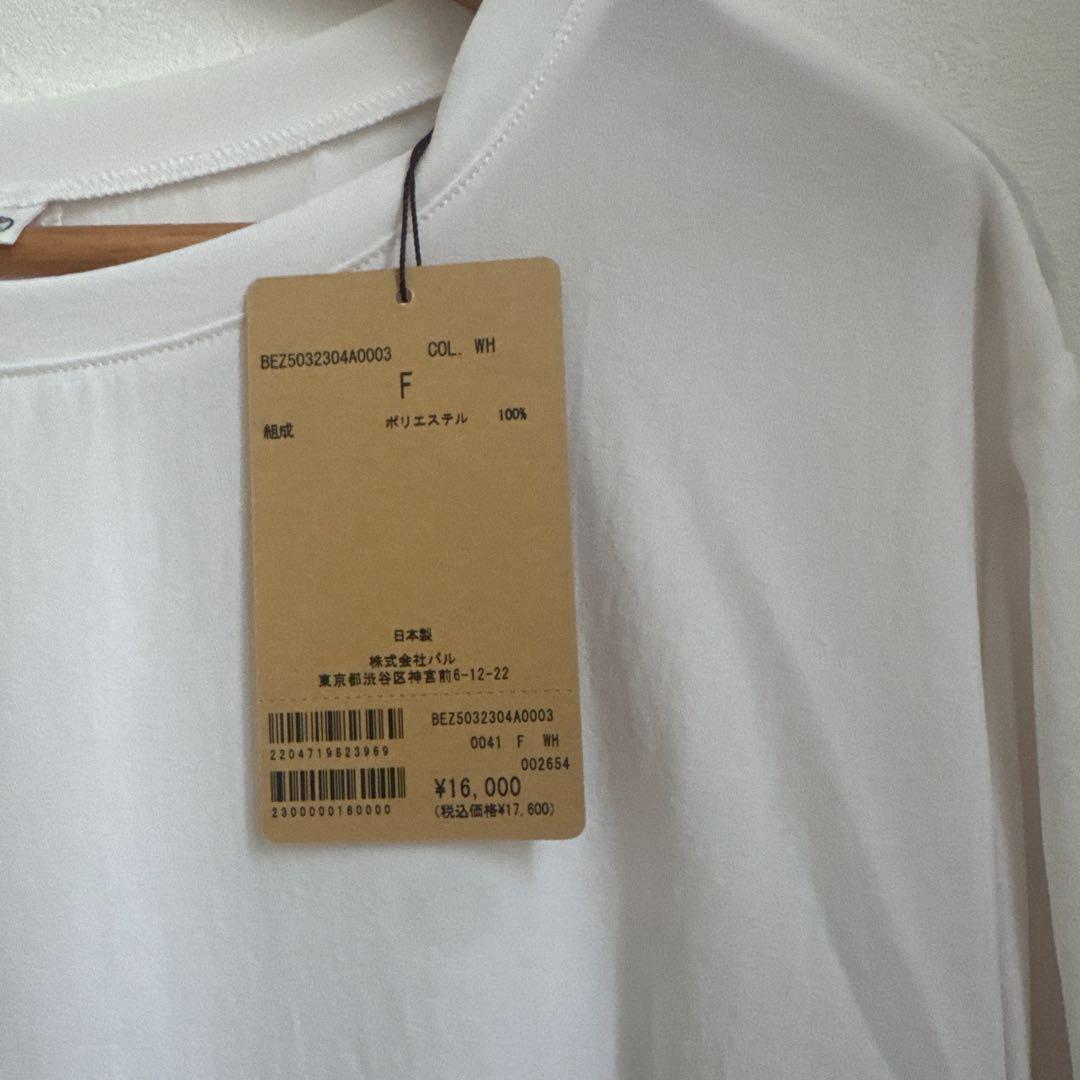 BEZ5032304A0003 COL. WH
F
組成 ポリエステル 100%
日本製
株式会社パル
東京都渋谷区神宮前6-12-22
BEZ5032304A0003
0041 F WH
002654
2204719823969
¥16,000
2300000160000
(税込価格¥17,600)